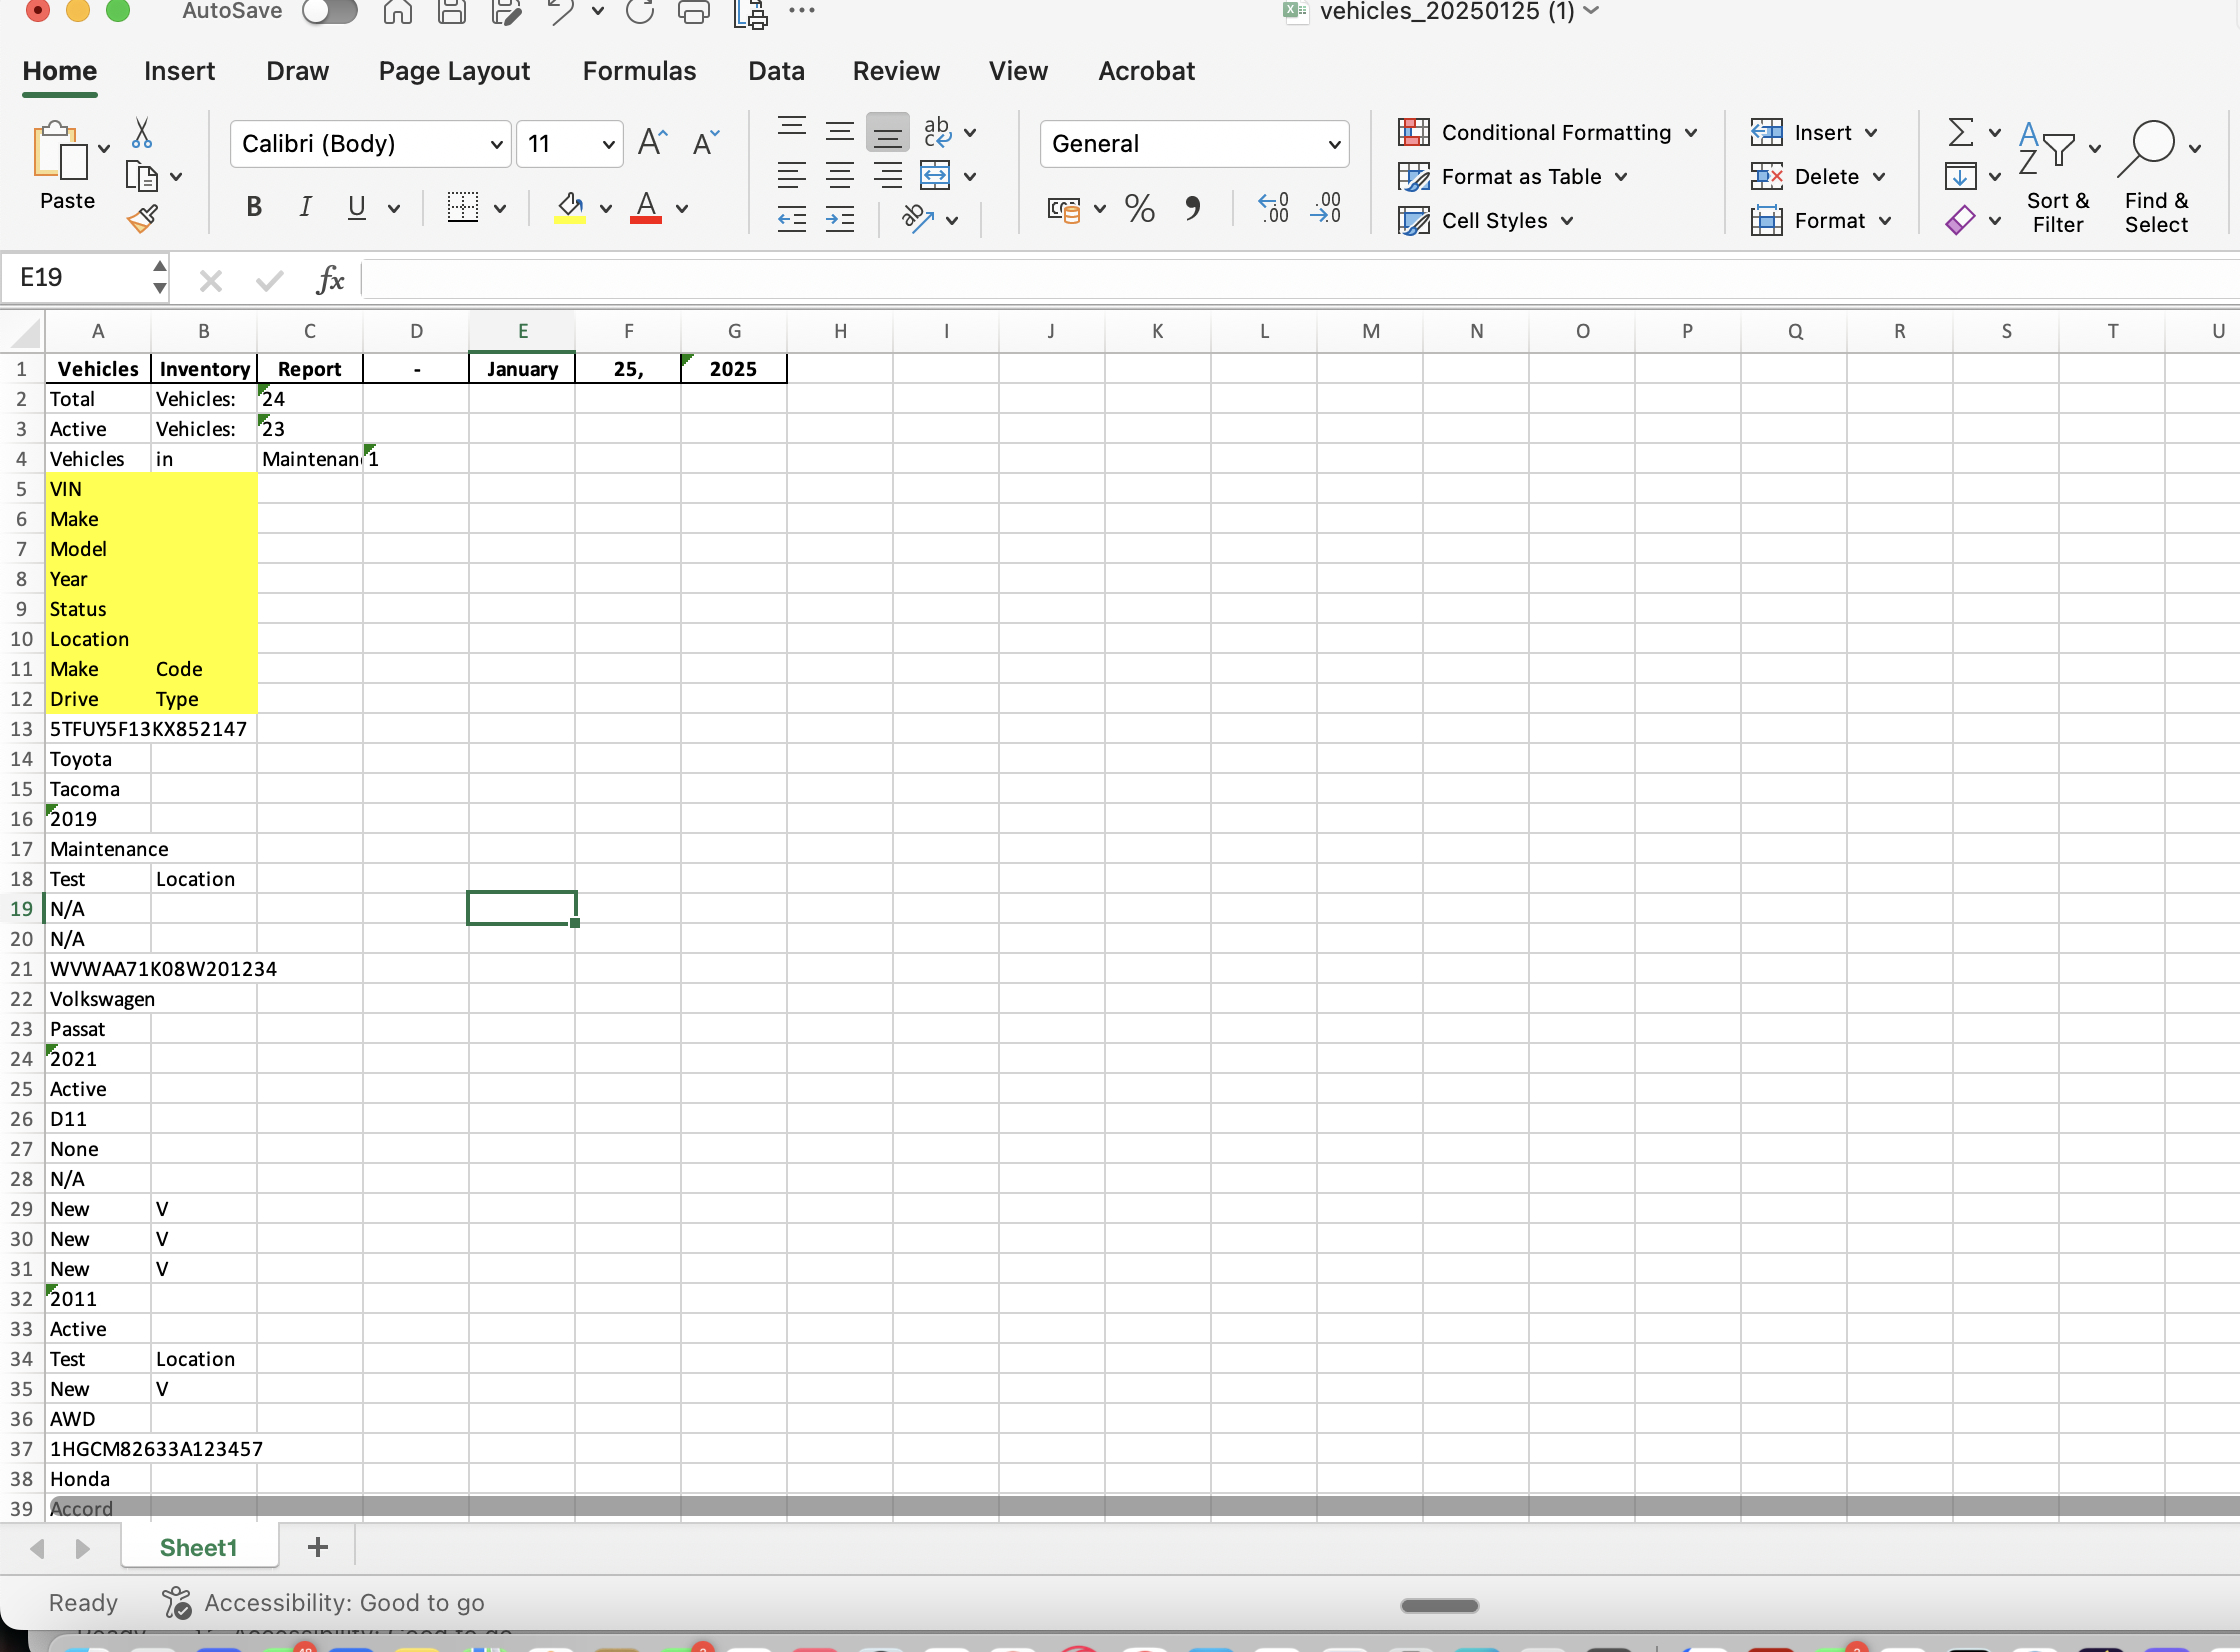 AutoSave
vehicles_20250125 (1)
Home Insert Draw Page Layout Formulas Data Review View Acrobat
Paste
Calibri (Body) 11
General
Conditional Formatting
Format as Table
Cell Styles
Insert
Delete
Format
Sort & Filter
Find & Select
E19 fx
A B C D E F G H I J K L M N O P Q R S T U
1 Vehicles Inventory Report - January 25, 2025
2 Total Vehicles: 24
3 Active Vehicles: 23
4 Vehicles in Maintenan 1
5 VIN
6 Make
7 Model
8 Year
9 Status
10 Location
11 Make Code
12 Drive Type
13 5TFUY5F13KX852147
14 Toyota
15 Tacoma
16 2019
17 Maintenance
18 Test Location
19 N/A
20 N/A
21 WVWAA71K08W201234
22 Volkswagen
23 Passat
24 2021
25 Active
26 D11
27 None
28 N/A
29 New V
30 New V
31 New V
32 2011
33 Active
34 Test Location
35 New V
36 AWD
37 1HGCM82633A123457
38 Honda
39 Accord
Sheet1 +
Ready Accessibility: Good to go